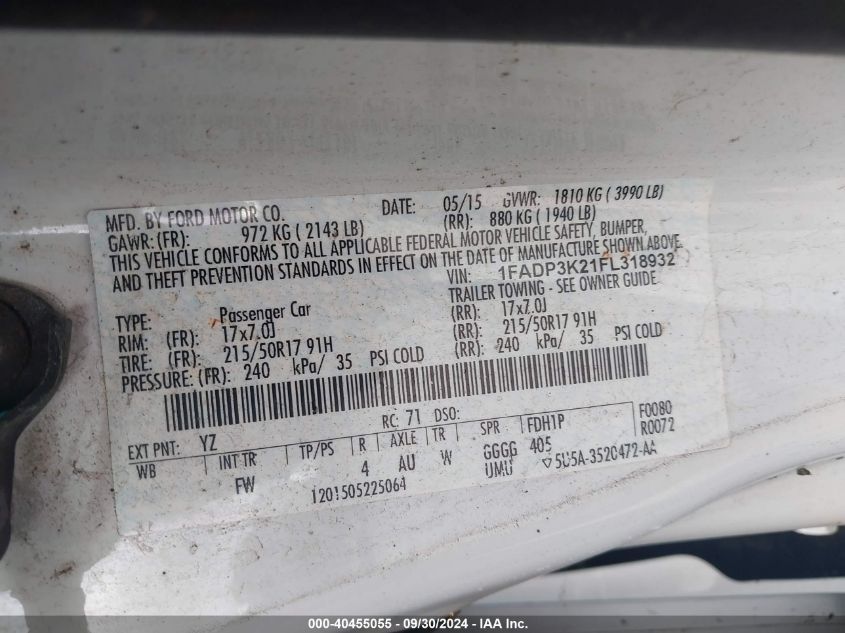 MFD. BY FORD MOTOR CO. DATE: 05/15 GVWR: 1810 KG ( 3990 LB)
GAWR:(FR): 972 KG ( 2143 LB) (RR): 880 KG ( 1940 LB)
THIS VEHICLE CONFORMS TO ALL APPLICABLE FEDERAL MOTOR VEHICLE SAFETY, BUMPER,
AND THEFT PREVENTION STANDARDS IN EFFECT ON THE DATE OF MANUFACTURE SHOWN ABOVE.
VIN: 1FADP3K21FL318932
TRAILER TOWING - SEE OWNER GUIDE
TYPE: Passenger Car
RIM: (FR): 17x7.0J (RR): 17x7.0J
TIRE: (FR): 215/50R17 91H (RR): 215/50R17 91H
PRESSURE: (FR): 240 kPa/ 35 PSI COLD (RR): 240 kPa/ 35 PSI COLD
EXT PNT: YZ RC: 71 DSO: FDH1P F0080
R0072
WB INT TR TP/PS R AXLE TR SPR
FW 4 AU W GGGG 405
UMU ▽5U5A-3520472-AA
1201505225064
000-40455055 - 09/30/2024 - IAAI Inc.